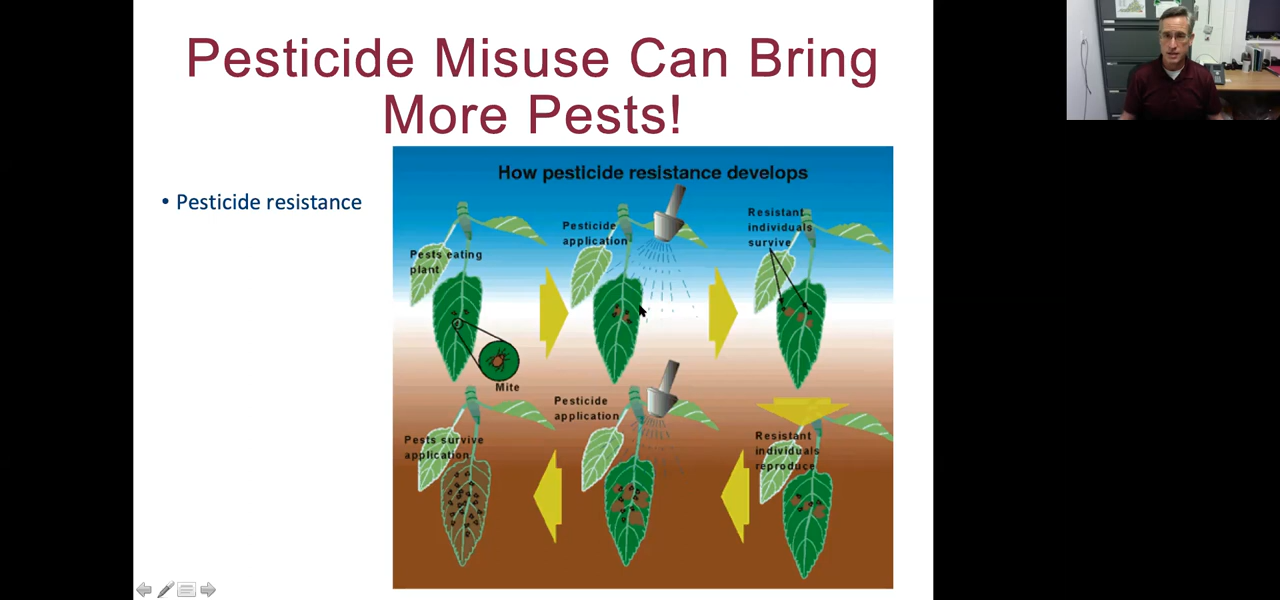 Pesticide Misuse Can Bring
More Pests!
• Pesticide resistance
How pesticide resistance develops
Pests eating
plant
Mite
Pesticide
application
Resistant
individuals
survive
Resistant
individuals
reproduce
Pesticide
application
Pests survive
application